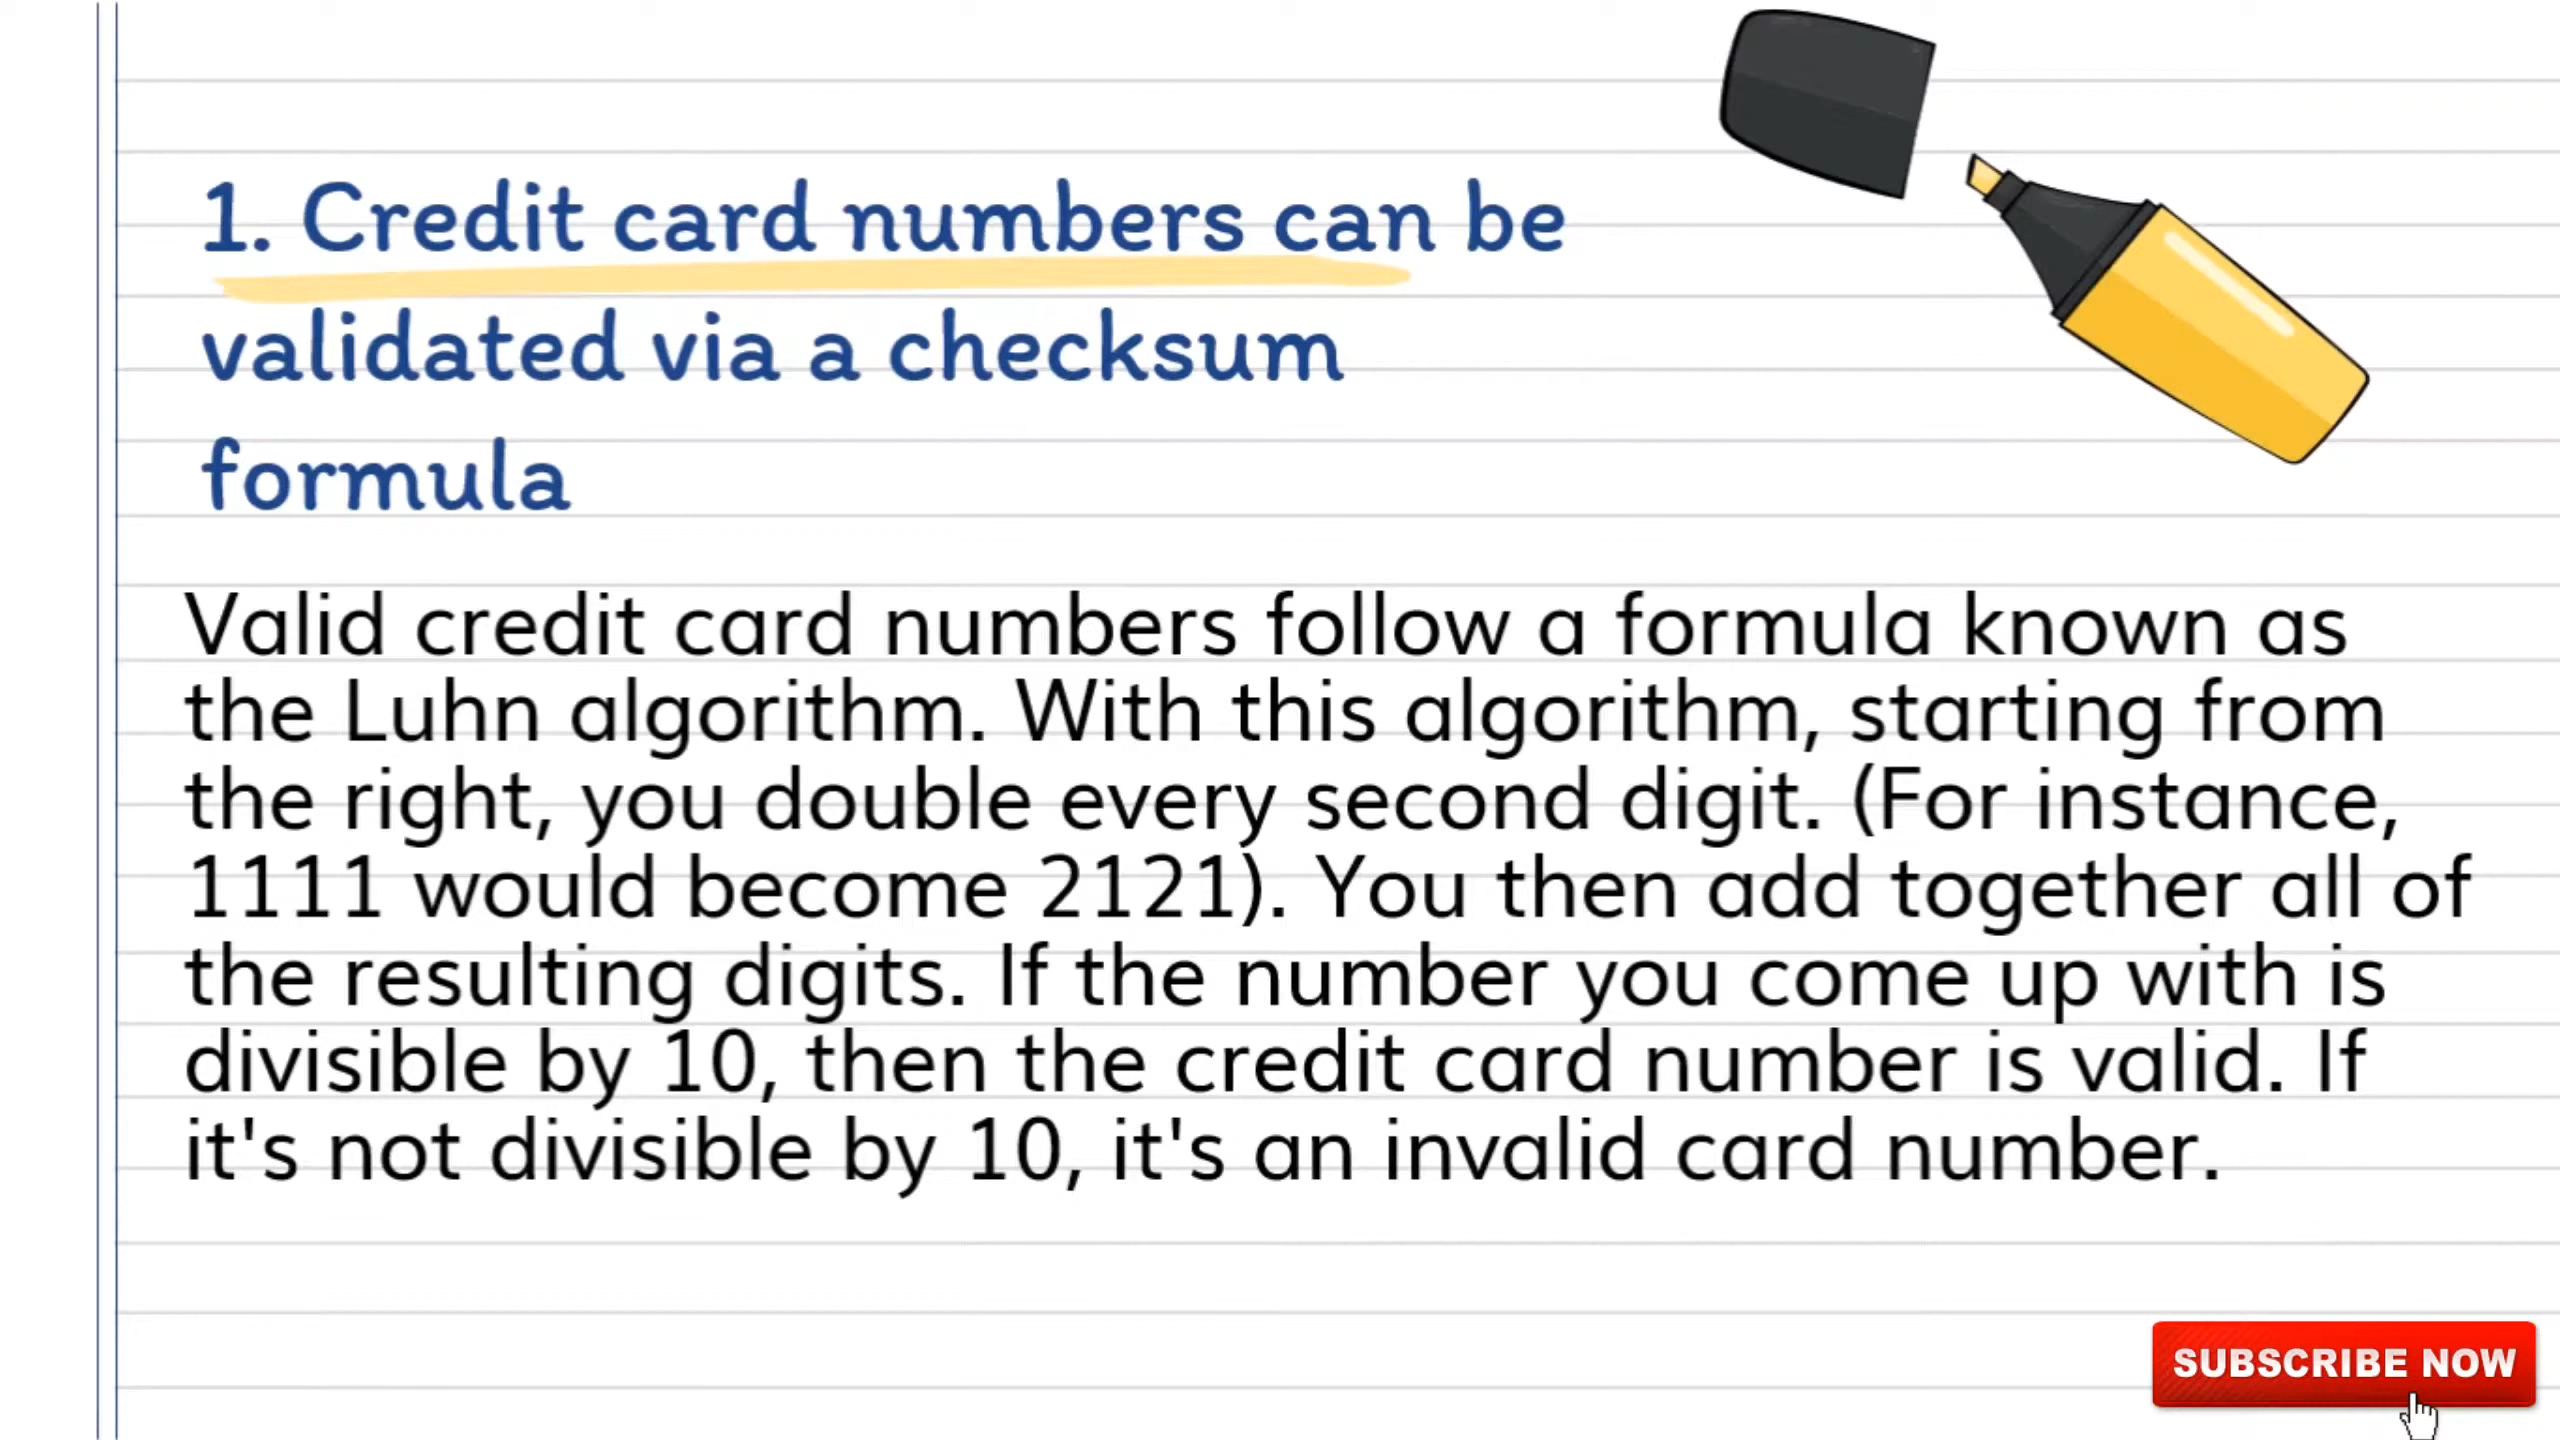 1. Credit card numbers can be
validated via a checksum
formula
Valid credit card numbers follow a formula known as
the Luhn algorithm. With this algorithm, starting from
the right, you double every second digit. (For instance,
1111 would become 2121). You then add together all of
the resulting digits. If the number you come up with is
divisible by 10, then the credit card number is valid. If
it's not divisible by 10, it's an invalid card number.
SUBSCRIBE NOW